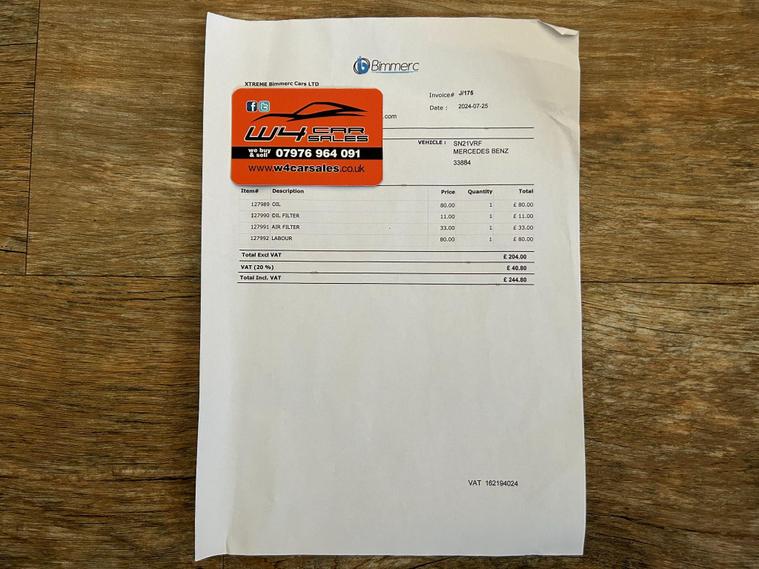 Bimmerc
XTREME Bimmerc Cars LTD
Invoice# J/175
Date : 2024-07-25
.com
W4 CAR SALES
we buy & sell 07976 964 091
www.w4carsales.co.uk
VEHICLE : SN21VRF
MERCEDES BENZ
33884
Item# Description Price Quantity Total
127989 OIL 80.00 1 £ 80.00
127990 OIL FILTER 11.00 1 £ 11.00
127991 AIR FILTER 33.00 1 £ 33.00
127992 LABOUR 80.00 1 £ 80.00
Total Excl VAT £ 204.00
VAT (20 %) £ 40.80
Total Incl. VAT £ 244.80
VAT 162194024